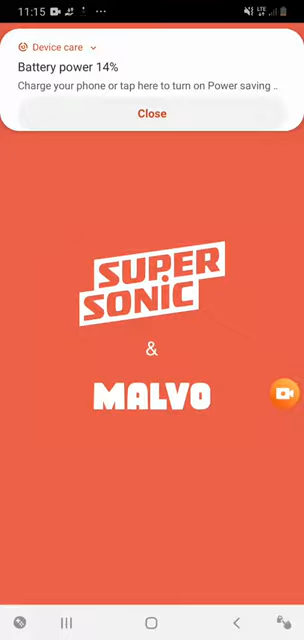 11:15
LTE
Device care
Battery power 14%
Charge your phone or tap here to turn on Power saving ..
Close
SUPER
SONIC
&
MALVO